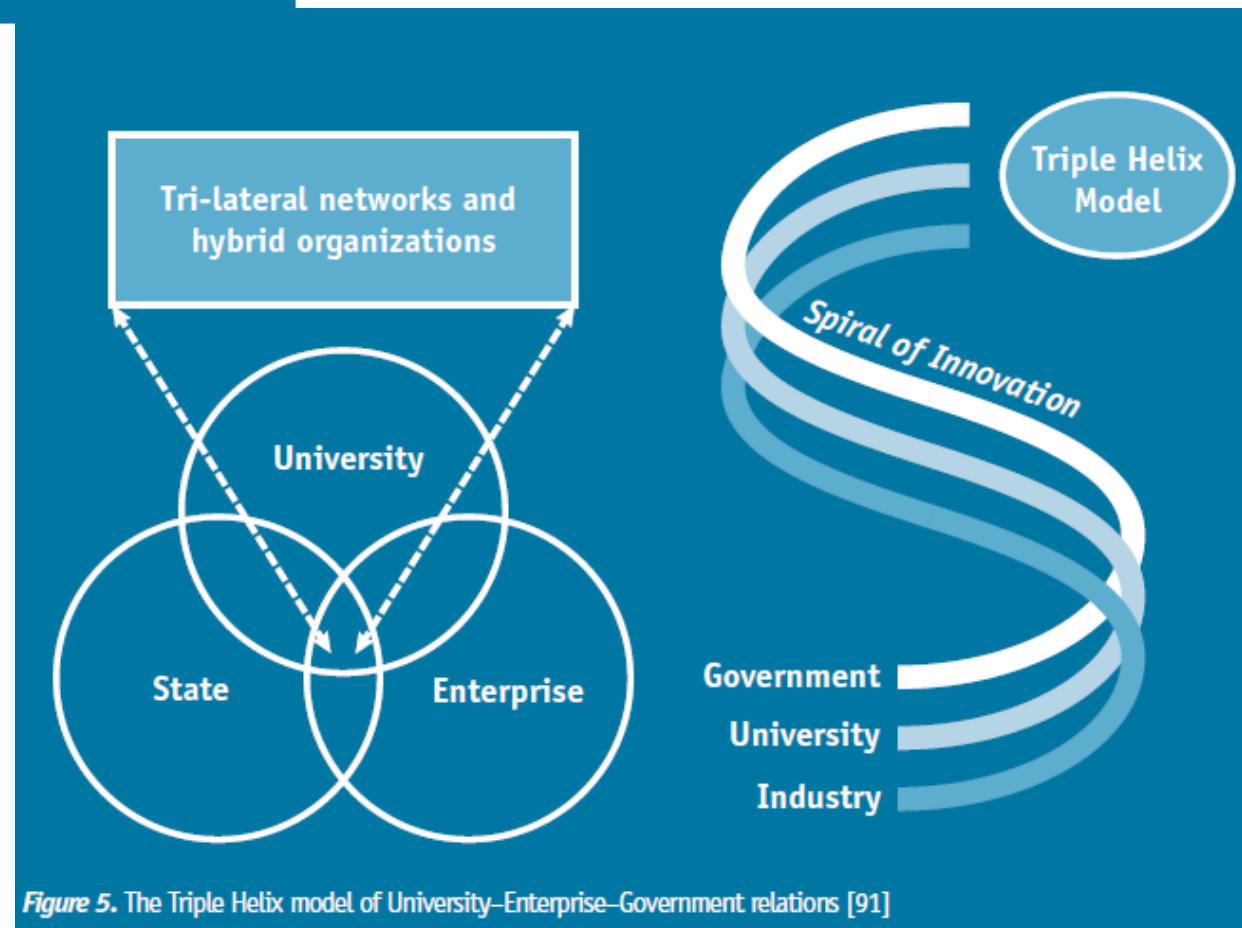 Tri-lateral networks and
hybrid organizations
University
State
Enterprise
Triple Helix
Model
Spiral of Innovation
Government
University
Industry
Figure 5. The Triple Helix model of University–Enterprise–Government relations [91]